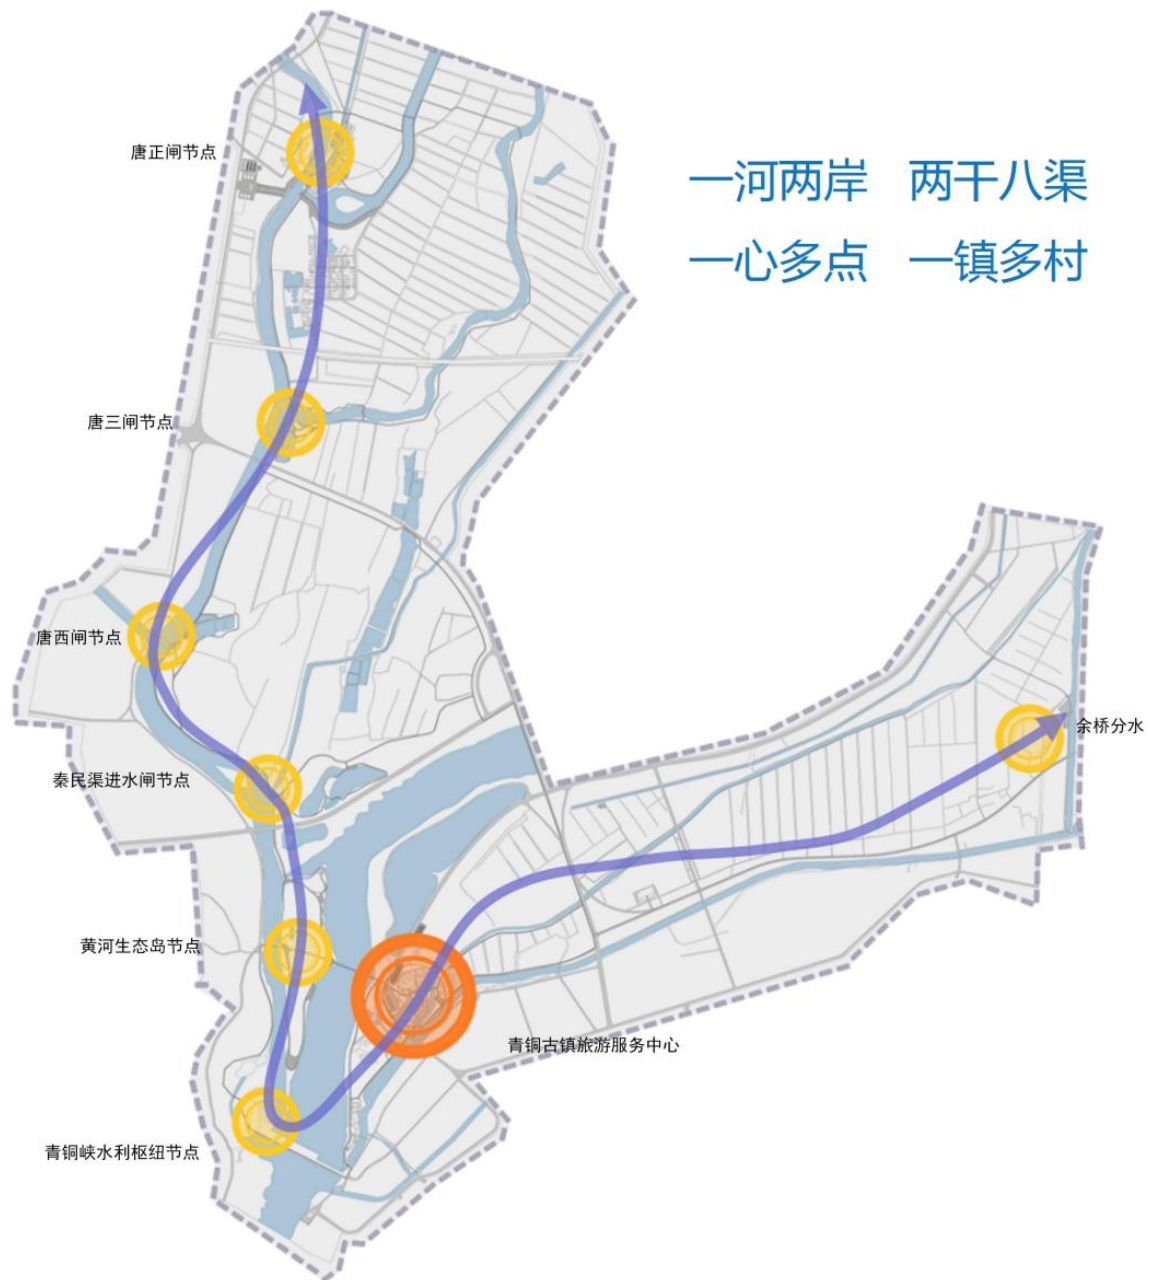 唐正闸节点
一河两岸 两干八渠
一心多点 一镇多村
唐三闸节点
唐西闸节点
余桥分水
秦民渠进水闸节点
黄河生态岛节点
青铜古镇旅游服务中心
青铜峡水利枢纽节点